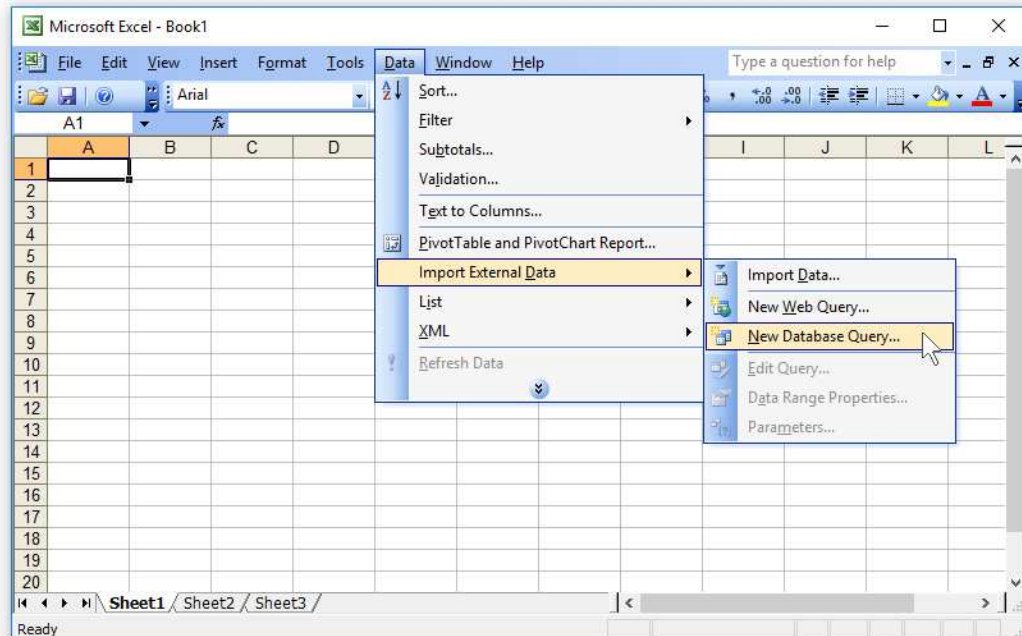 Microsoft Excel - Book1
File Edit View Insert Format Tools Data Window Help Type a question for help
Arial
A1 fx
A B C D I J K L
1
2
3
4
5
6
7
8
9
10
11
12
13
14
15
16
17
18
19
20
Sort...
Filter
Subtotals...
Validation...
Text to Columns...
PivotTable and PivotChart Report...
Import External Data
List
XML
Refresh Data
Import Data...
New Web Query...
New Database Query...
Edit Query...
Data Range Properties...
Parameters...
Sheet1 Sheet2 Sheet3
Ready